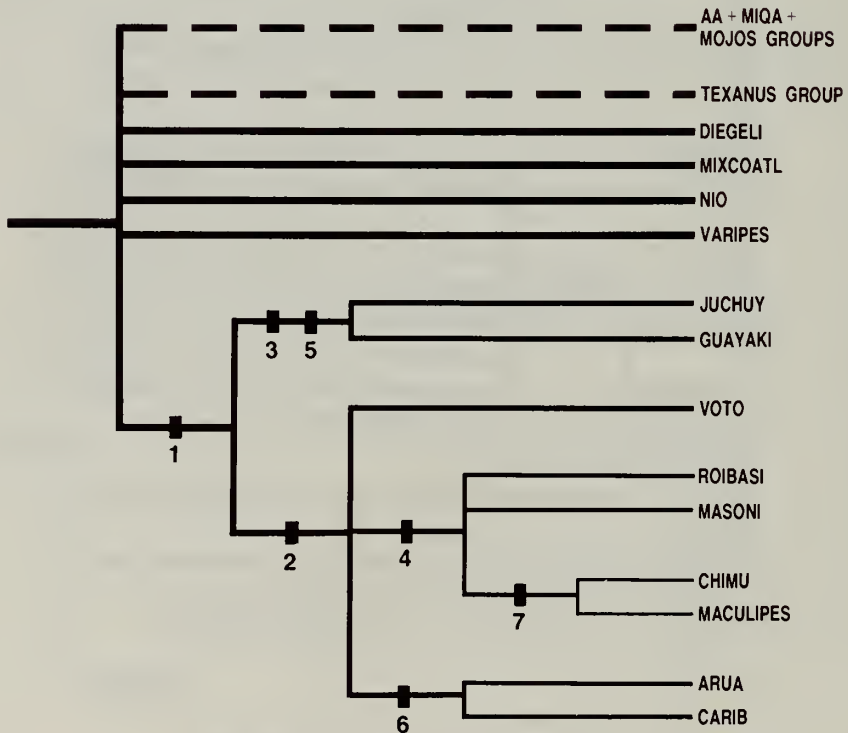 AA + MIQA +
MOJOS GROUPS
TEXANUS GROUP
DIEGELI
MIXCOATL
NIO
VARIPES
JUCHUY
3 5
GUAYAKI
VOTO
1
ROIBASI
MASONI
2 4
CHIMU
7
MACULIPES
ARUA
6
CARIB